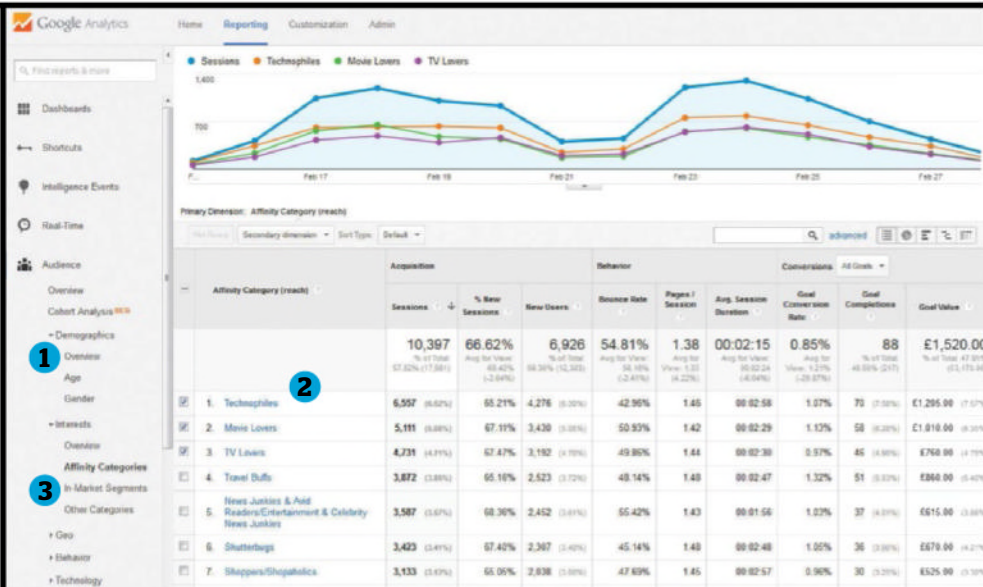 Google Analytics
Home Reporting Customization Admin
Find reports & more
Dashboards
Shortcuts
Intelligence Events
Real-Time
Audience
Overview
Cohort Analysis BETA
Demographics
1
Overview
Age
Gender
Interests
Overview
Affinity Categories
3
In-Market Segments
Other Categories
Geo
Behavior
Technology
Sessions Technophiles Movie Lovers TV Lovers
1,400
700
F... Feb 17 Feb 19 Feb 21 Feb 23 Feb 25 Feb 27
Primary Dimension: Affinity Category (reach)
Secondary dimension Sort Type: Default advanced
Acquisition Behavior Conversions All Goals
Affinity Category (reach) Sessions % New Sessions New Users Bounce Rate Pages / Session Avg. Session Duration Goal Conversion Rate Goal Completions Goal Value
10,397 66.62% 6,926 54.81% 1.38 00:02:15 0.85% 88 £1,520.00
2
1. Technophiles 6,557 65.21% 4,276 42.96% 1.46 00:02:58 1.07% 70 £1,205.00
2. Movie Lovers 5,111 67.11% 3,430 50.93% 1.42 00:02:29 1.13% 58 £1,010.00
3. TV Lovers 4,731 67.47% 3,192 49.86% 1.44 00:02:30 0.97% 46 £760.00
4. Travel Buffs 3,872 65.16% 2,523 1.48 00:02:47 1.32% 51 £860.00
5. News Junkies & Avid Readers/Entertainment & Celebrity News Junkies 3,587 2,452 55.42% 1.43 00:01:56 1.03% 37 £615.00
6. Shutterbugs 3,423 67.40% 2,307 45.14% 1.48 00:02:48 1.05% 36 £670.00
7. Shoppers/Shopaholics 3,133 65.05% 2,038 47.69% 1.45 00:02:57 0.96% 30 £525.00